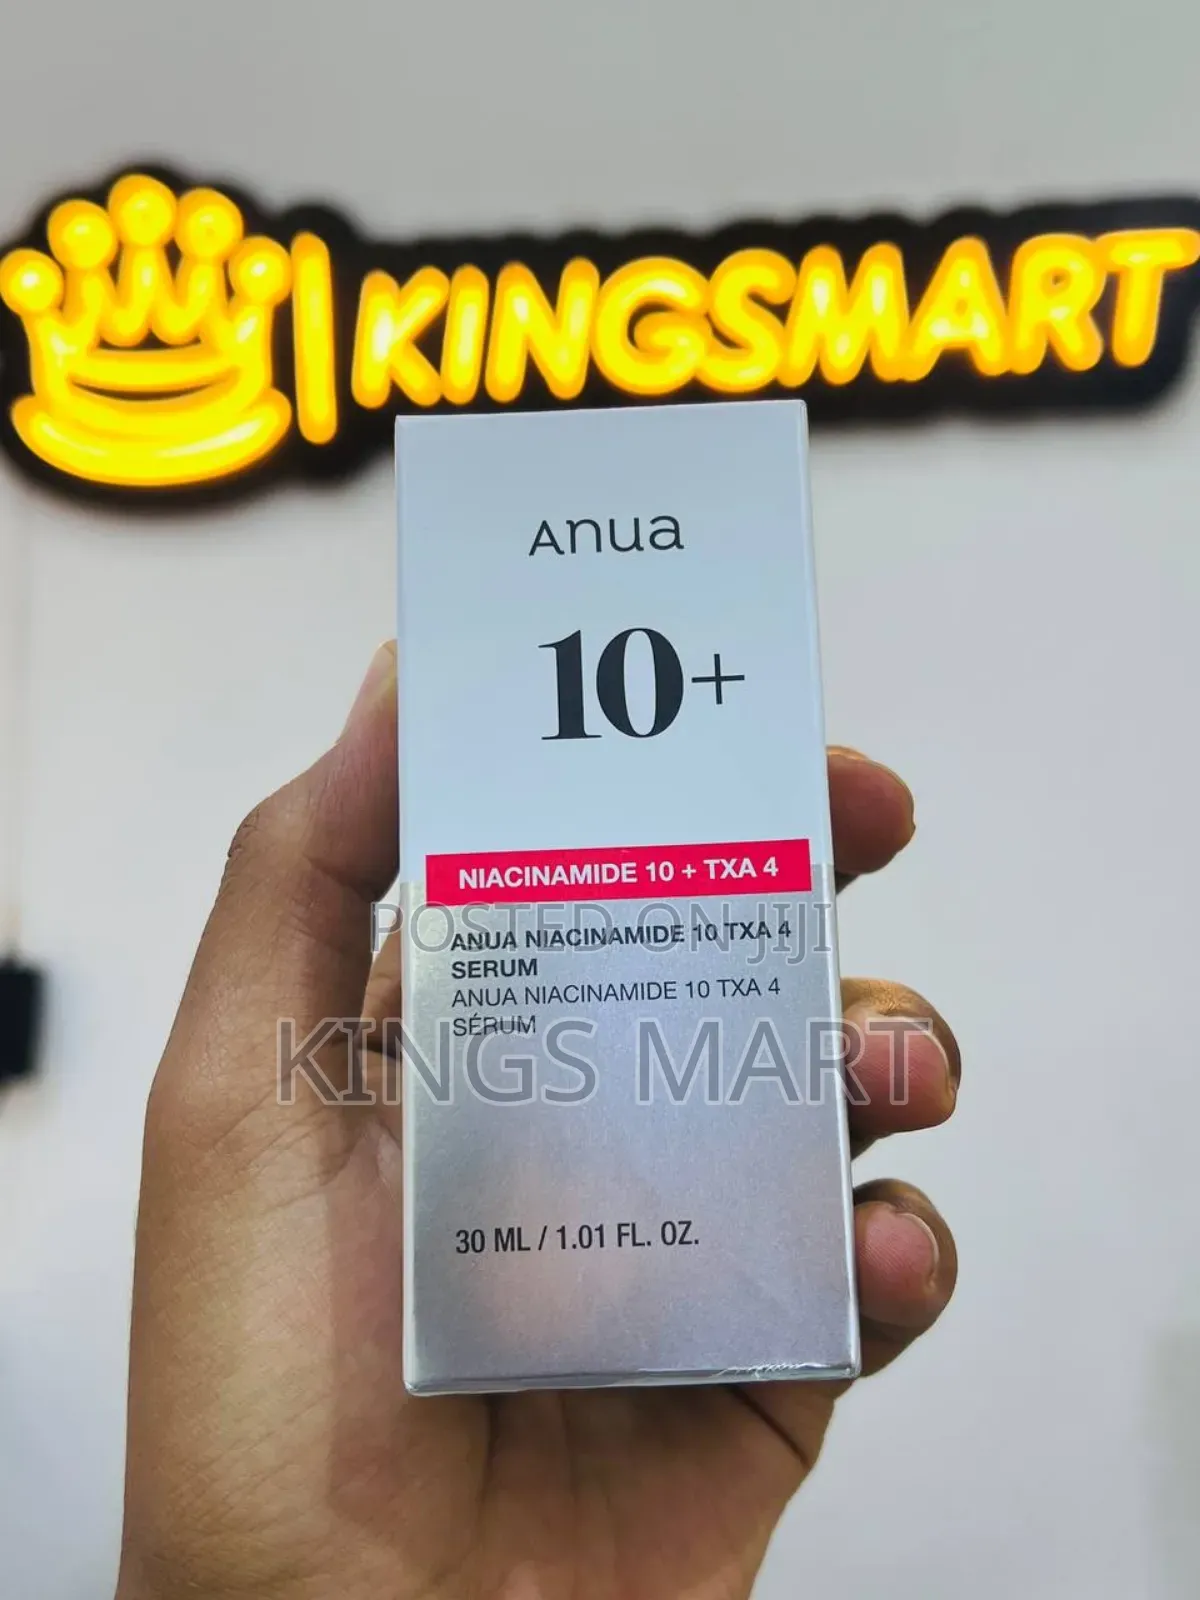 KINGSMART
Anua
10+
NIACINAMIDE 10 + TXA 4
POSTED ON JIJI
ANUA NIACINAMIDE 10 TXA 4
SERUM
ANUA NIACINAMIDE 10 TXA 4
SÉRUM
KINGS MART
30 ML / 1.01 FL. OZ.